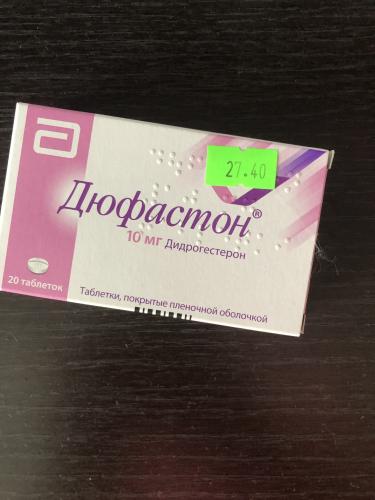 27.40
Дюфастон®
10 мг Дидрогестерон
20 таблеток
Таблетки, покрытые пленочной оболочкой